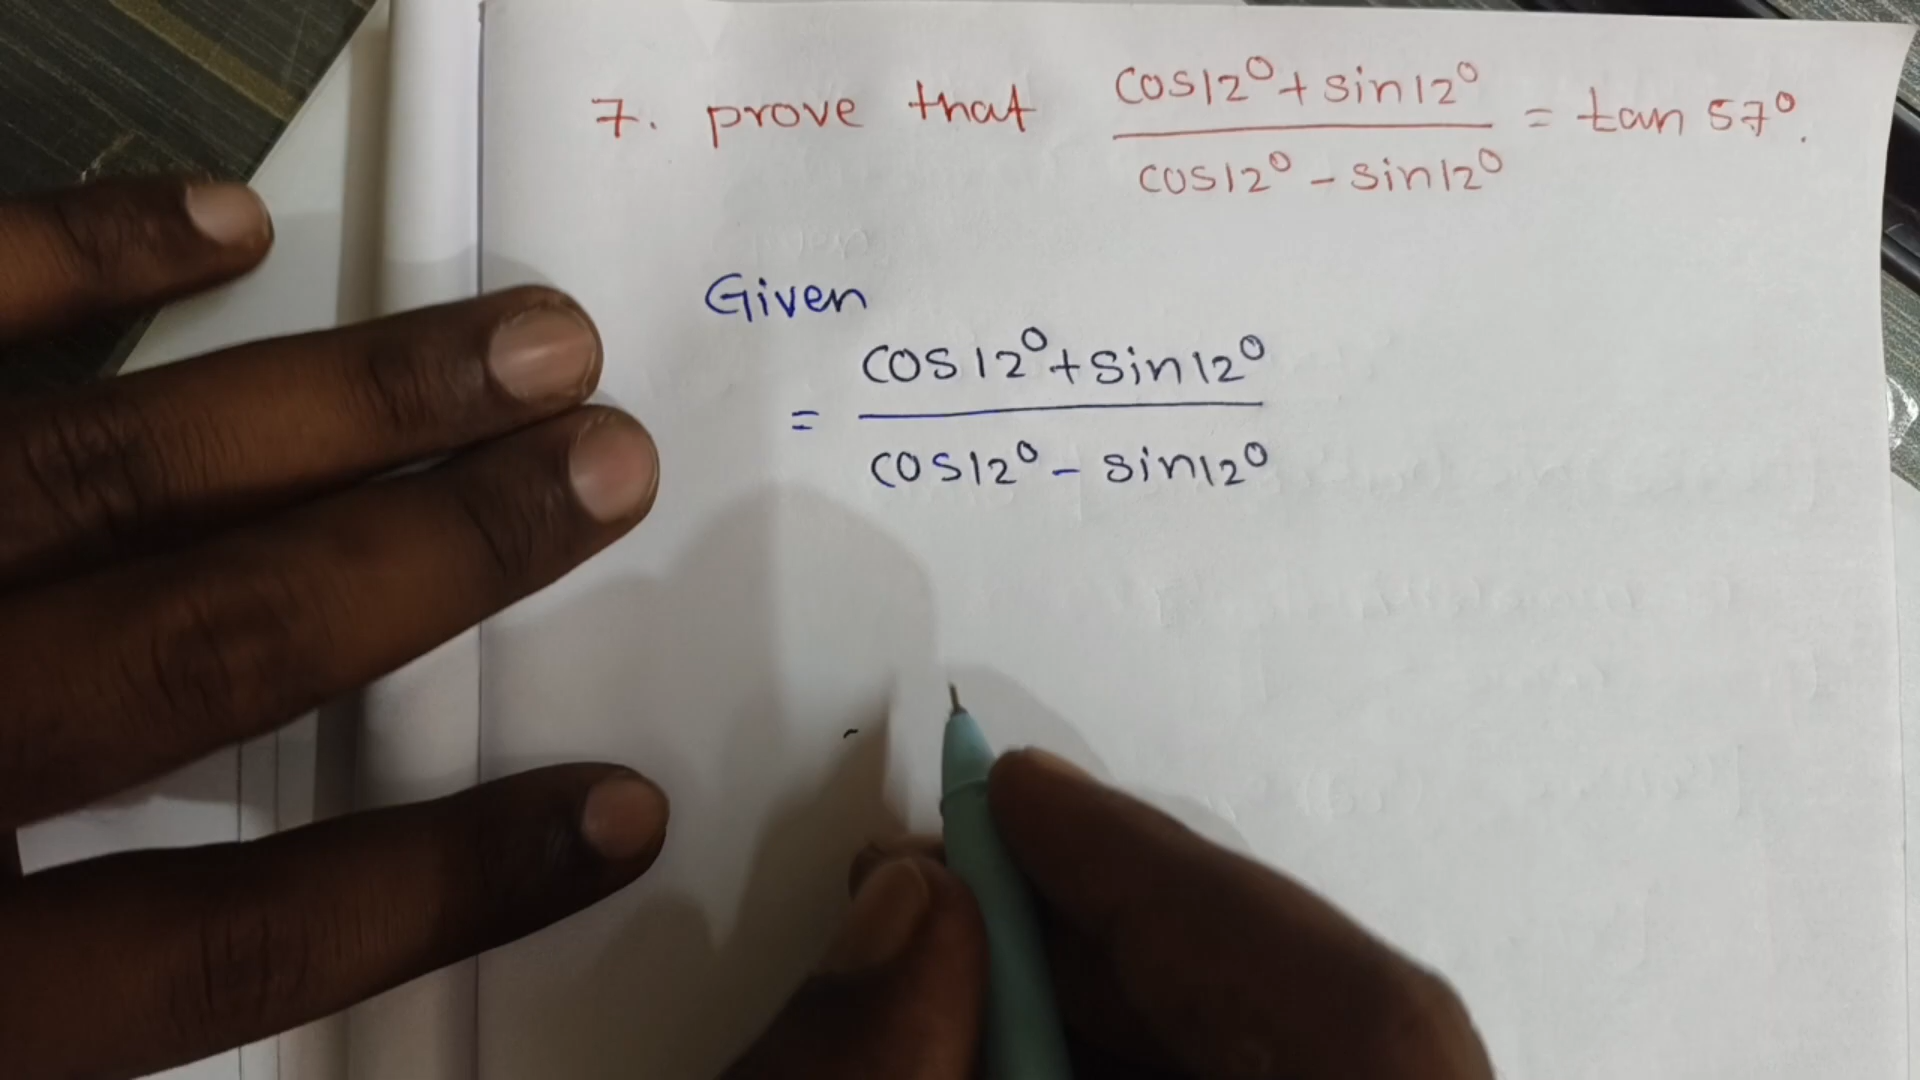 7. prove that cos12° + sin12° / cos12° - sin12° = tan 57°.
Given
= cos12° + sin12° / cos12° - sin12°